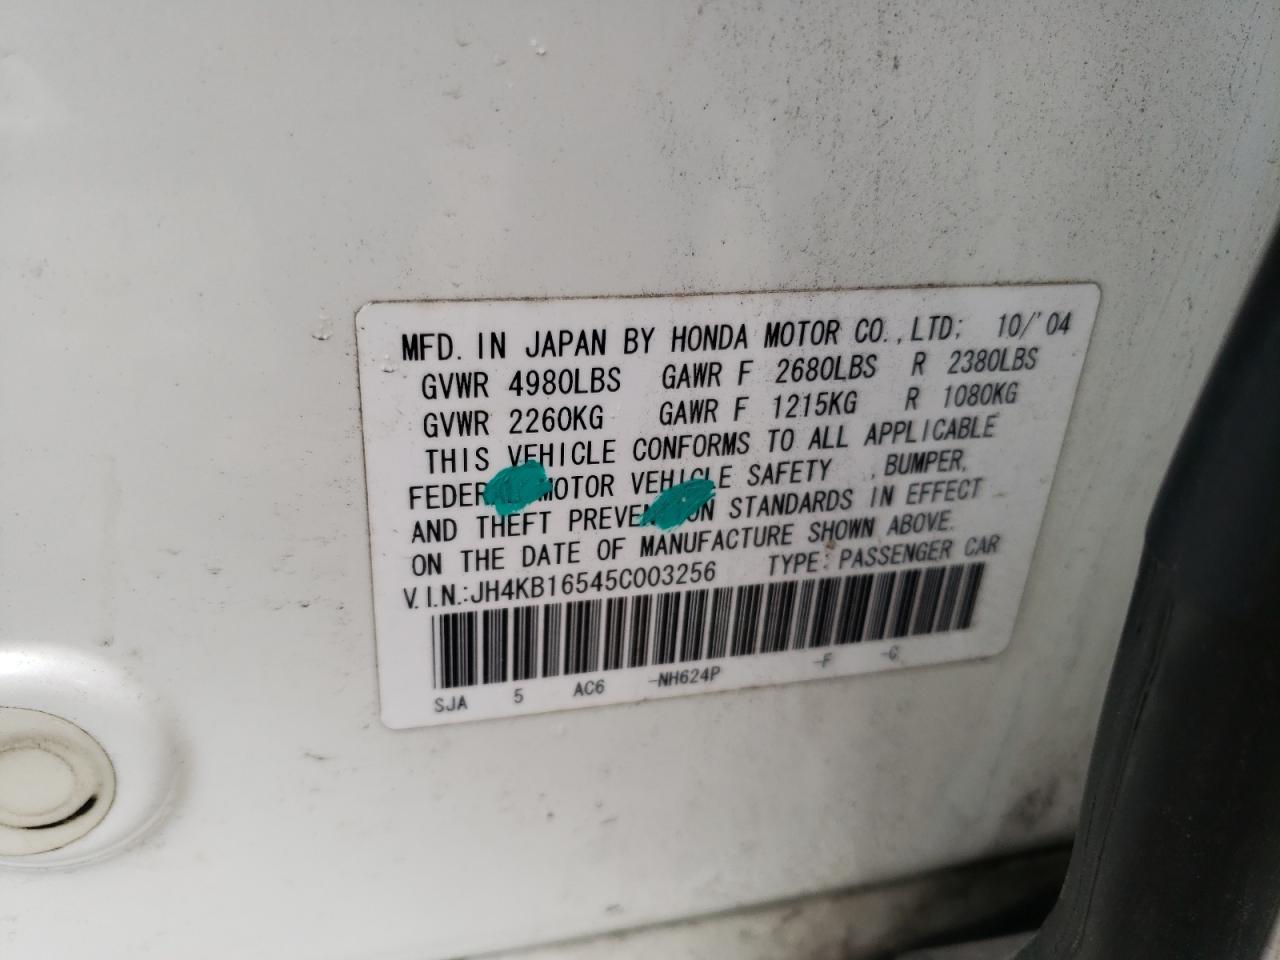 MFD. IN JAPAN BY HONDA MOTOR CO., LTD: 10/'04
GVWR 4980LBS GAWR F 2680LBS R 2380LBS
GVWR 2260KG GAWR F 1215KG R 1080KG
THIS VEHICLE CONFORMS TO ALL APPLICABLE
FEDERAL MOTOR VEHICLE SAFETY , BUMPER,
AND THEFT PREVENTION STANDARDS IN EFFECT
ON THE DATE OF MANUFACTURE SHOWN ABOVE.
V.I.N.:JH4KB16545C003256 TYPE: PASSENGER CAR
SJA 5 AC6 -NH624P -F -C